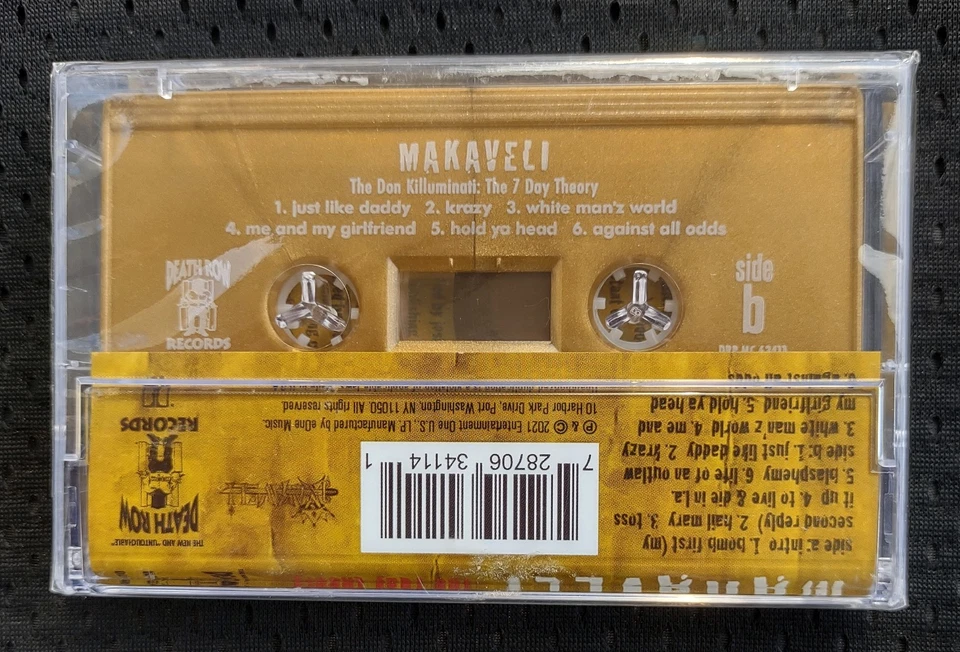 MAKAVELI
The Don Killuminati: The 7 Day Theory
1. just like daddy 2. krazy 3. white man'z world
4. me and my girlfriend 5. hold ya head 6. against all odds
DEATH ROW
RECORDS
side
b
side a: intro 1. bomb first (my
second reply) 2. hail mary 3. toss
it up 4. to live & die in l.a.
5. blasphemy 6. life of an outlaw
side b: 1. just like daddy 2. krazy
3. white man'z world 4. me and
my girlfriend 5. hold ya head
6. against all odds
7 28706 34114 1
℗ & © 2021 Entertainment One U.S., LP. Manufactured by eOne Music.
10 Harbor Park Drive, Port Washington, NY 11050. All rights reserved.
THE NEW AND "UNTOUCHABLE"
DEATH ROW
RECORDS